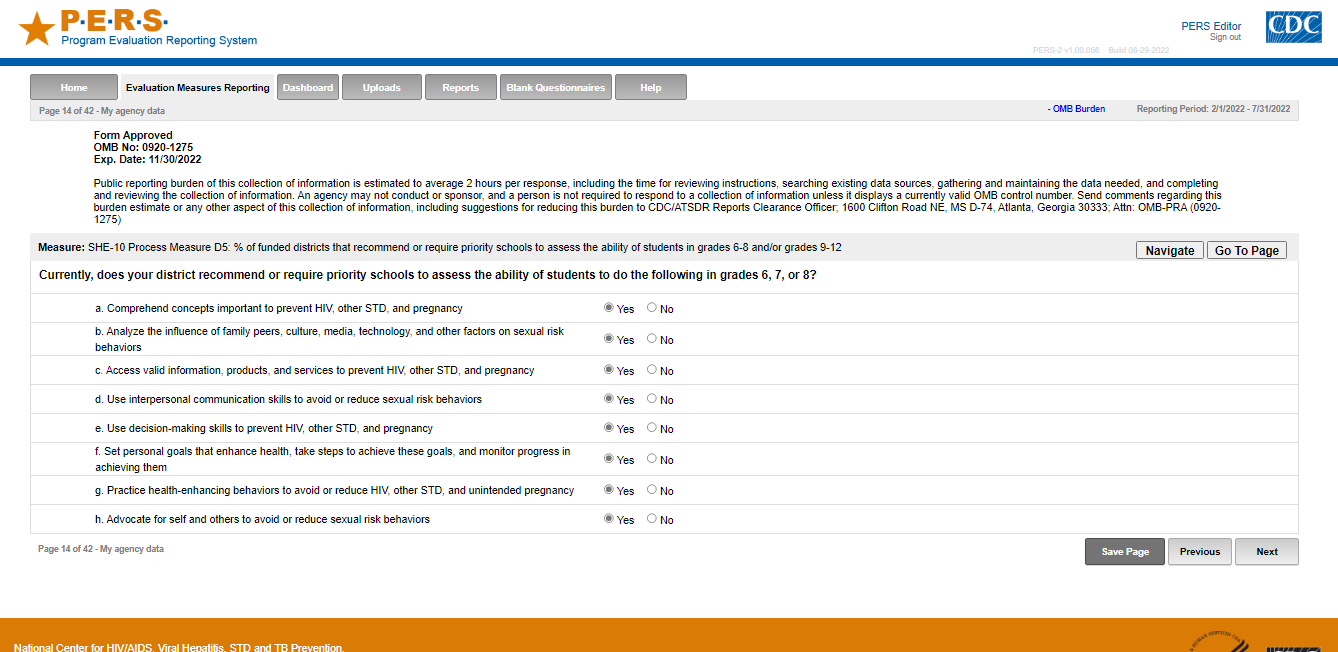 P·E·R·S·
Program Evaluation Reporting System
PERS Editor
Sign out
CDC
PERS-2 v1.00.058 Build 08-29-2022
Home
Evaluation Measures Reporting
Dashboard
Uploads
Reports
Blank Questionnaires
Help
Page 14 of 42 - My agency data
- OMB Burden
Reporting Period: 2/1/2022 - 7/31/2022
Form Approved
OMB No: 0920-1275
Exp. Date: 11/30/2022
Public reporting burden of this collection of information is estimated to average 2 hours per response, including the time for reviewing instructions, searching existing data sources, gathering and maintaining the data needed, and completing
and reviewing the collection of information. An agency may not conduct or sponsor, and a person is not required to respond to a collection of information unless it displays a currently valid OMB control number. Send comments regarding this
burden estimate or any other aspect of this collection of information, including suggestions for reducing this burden to CDC/ATSDR Reports Clearance Officer; 1600 Clifton Road NE, MS D-74, Atlanta, Georgia 30333; Attn: OMB-PRA (0920-
1275)
Measure: SHE-10 Process Measure D5: % of funded districts that recommend or require priority schools to assess the ability of students in grades 6-8 and/or grades 9-12
Navigate
Go To Page
Currently, does your district recommend or require priority schools to assess the ability of students to do the following in grades 6, 7, or 8?
a. Comprehend concepts important to prevent HIV, other STD, and pregnancy
Yes No
b. Analyze the influence of family peers, culture, media, technology, and other factors on sexual risk
behaviors
Yes No
c. Access valid information, products, and services to prevent HIV, other STD, and pregnancy
Yes No
d. Use interpersonal communication skills to avoid or reduce sexual risk behaviors
Yes No
e. Use decision-making skills to prevent HIV, other STD, and pregnancy
Yes No
f. Set personal goals that enhance health, take steps to achieve these goals, and monitor progress in
achieving them
Yes No
g. Practice health-enhancing behaviors to avoid or reduce HIV, other STD, and unintended pregnancy
Yes No
h. Advocate for self and others to avoid or reduce sexual risk behaviors
Yes No
Page 14 of 42 - My agency data
Save Page
Previous
Next
National Center for HIV/AIDS, Viral Hepatitis, STD and TB Prevention,